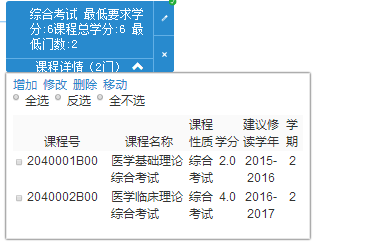 综合考试 最低要求学
分:6课程总学分:6 最
低门数:2
课程详情（2门）
增加 修改 删除 移动
全选 反选 全不选
课程号 课程名称 课程性质 学分 建议修读学年 学期
2040001B00 医学基础理论综合考试 综合考试 2.0 2015-2016 2
2040002B00 医学临床理论综合考试 综合考试 4.0 2016-2017 2